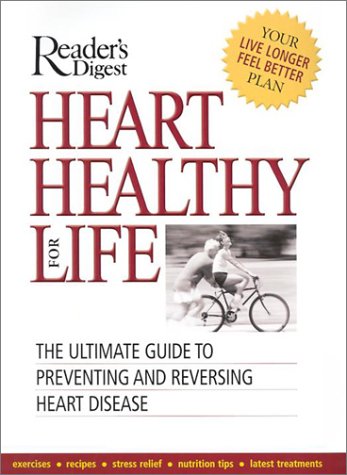 Reader's
Digest
YOUR
LIVE LONGER
FEEL BETTER
PLAN
HEART
HEALTHY
FOR LIFE
THE ULTIMATE GUIDE TO
PREVENTING AND REVERSING
HEART DISEASE
exercises • recipes • stress relief • nutrition tips • latest treatments